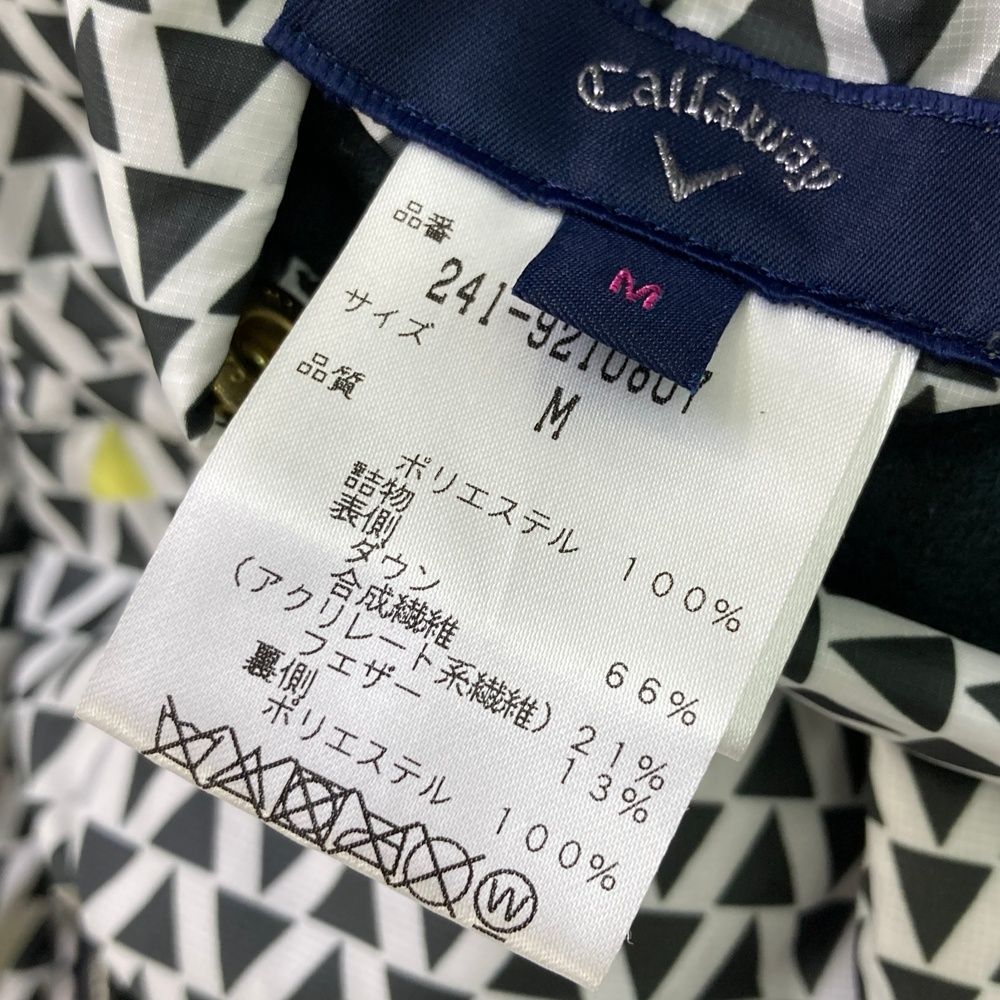 Callaway
M
品番
241-9210807
サイズ
M
品質
ポリエステル 100%
詰物
表側
ダウン 66%
合成繊維
(アクリレート系繊維) 21%
フエザー 13%
裏側
ポリエステル 100%
W